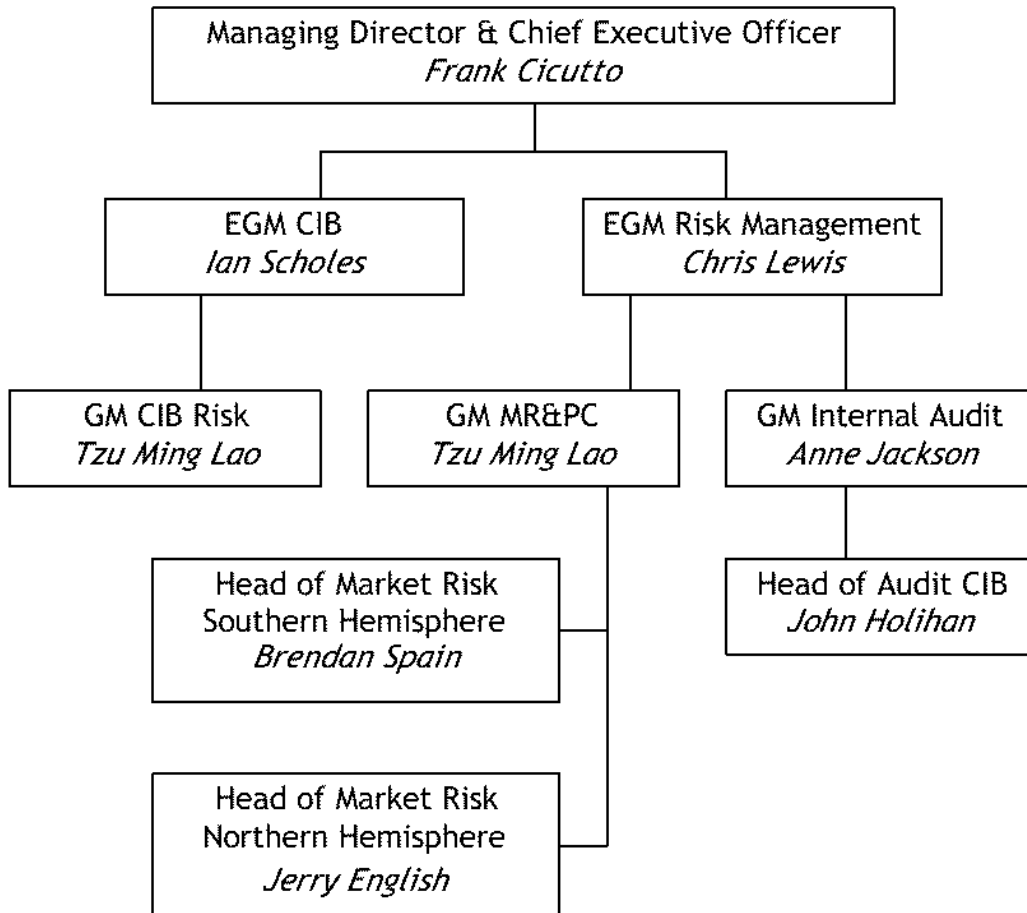 Managing Director & Chief Executive Officer
Frank Cicutto
EGM CIB
Ian Scholes
EGM Risk Management
Chris Lewis
GM CIB Risk
Tzu Ming Lao
GM MR&PC
Tzu Ming Lao
GM Internal Audit
Anne Jackson
Head of Market Risk
Southern Hemisphere
Brendan Spain
Head of Audit CIB
John Holihan
Head of Market Risk
Northern Hemisphere
Jerry English